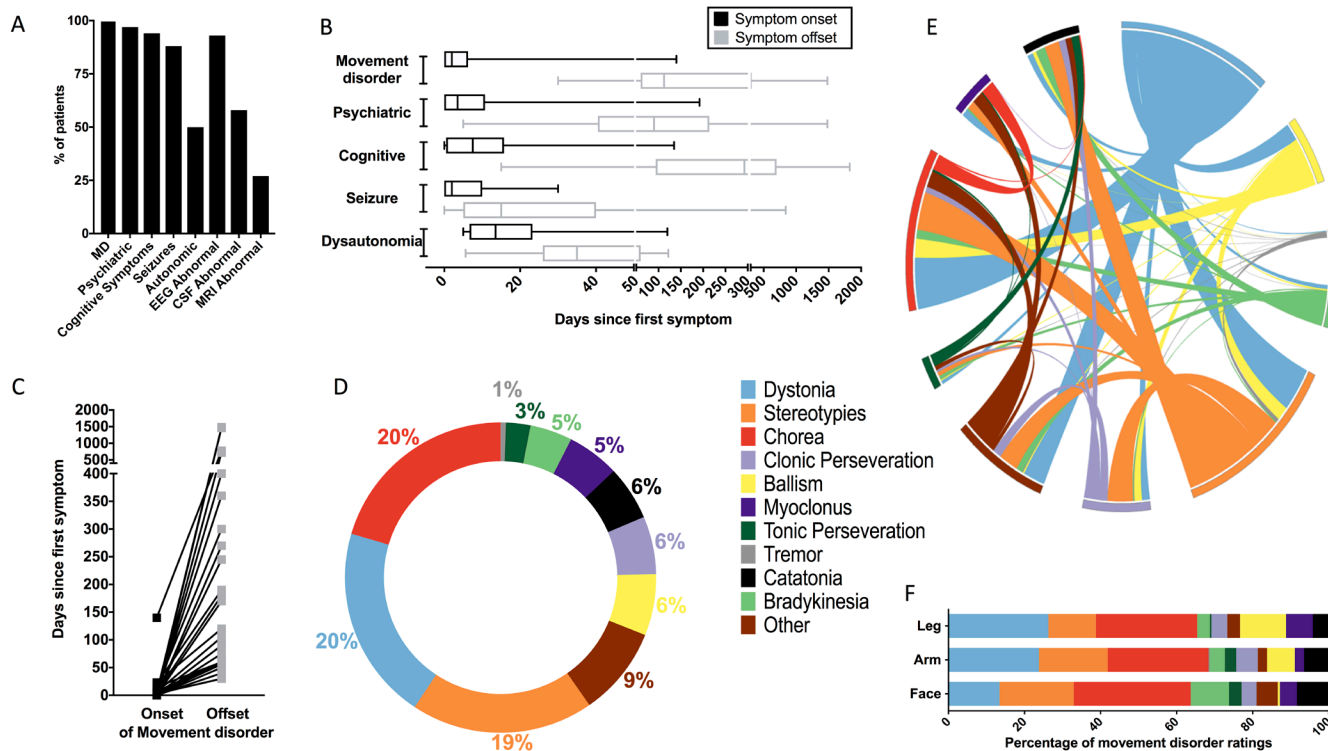 A
% of patients
100
75
50
25
0
MD
Psychiatric
Cognitive Symptoms
Seizures
Autonomic
EEG Abnormal
CSF Abnormal
MRI Abnormal
B
Symptom onset
Symptom offset
Movement
disorder
Psychiatric
Cognitive
Seizure
Dysautonomia
0 20 40 50 100 150 200 250 300 500 1000 1500 2000
Days since first symptom
E
C
Days since first symptom
2000
1500
1000
500
400
300
250
200
150
100
50
0
Onset Offset
of Movement disorder
D
1%
3%
5%
5%
6%
6%
6%
9%
19%
20%
20%
Dystonia
Stereotypies
Chorea
Clonic Perseveration
Ballism
Myoclonus
Tonic Perseveration
Tremor
Catatonia
Bradykinesia
Other
F
Leg
Arm
Face
0 20 40 60 80 100
Percentage of movement disorder ratings